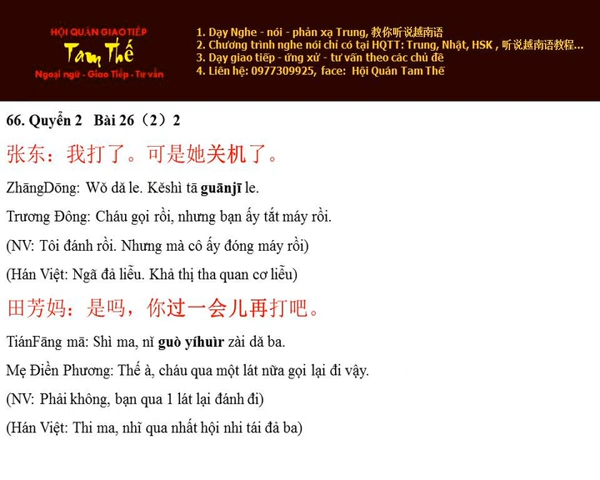 HỘI QUÁN GIAO TIẾP
Tam Thế
Ngoại ngữ - Giao Tiếp - Tư vấn
1. Dạy Nghe - nói - phản xạ Trung, 教你听说越南语
2. Chương trình nghe nói chỉ có tại HQTT: Trung, Nhật, HSK , 听说越南语教程...
3. Dạy giao tiếp - ứng xử - tư vấn theo các chủ đề
4. Liên hệ: 0977309925, face: Hội Quán Tam Thế
66. Quyển 2 Bài 26（2）2
张东：我打了。可是她关机了。
ZhāngDōng: Wǒ dǎ le. Kěshì tā guānjī le.
Trương Đông: Cháu gọi rồi, nhưng bạn ấy tắt máy rồi.
(NV: Tôi đánh rồi. Nhưng mà cô ấy đóng máy rồi)
(Hán Việt: Ngã đả liễu. Khả thị tha quan cơ liễu)
田芳妈：是吗，你过一会儿再打吧。
TiánFāng mā: Shì ma, nǐ guò yíhuìr zài dǎ ba.
Mẹ Điền Phương: Thế à, cháu qua một lát nữa gọi lại đi vậy.
(NV: Phải không, bạn qua 1 lát lại đánh đi)
(Hán Việt: Thi ma, nhĩ qua nhất hội nhi tái đả ba)